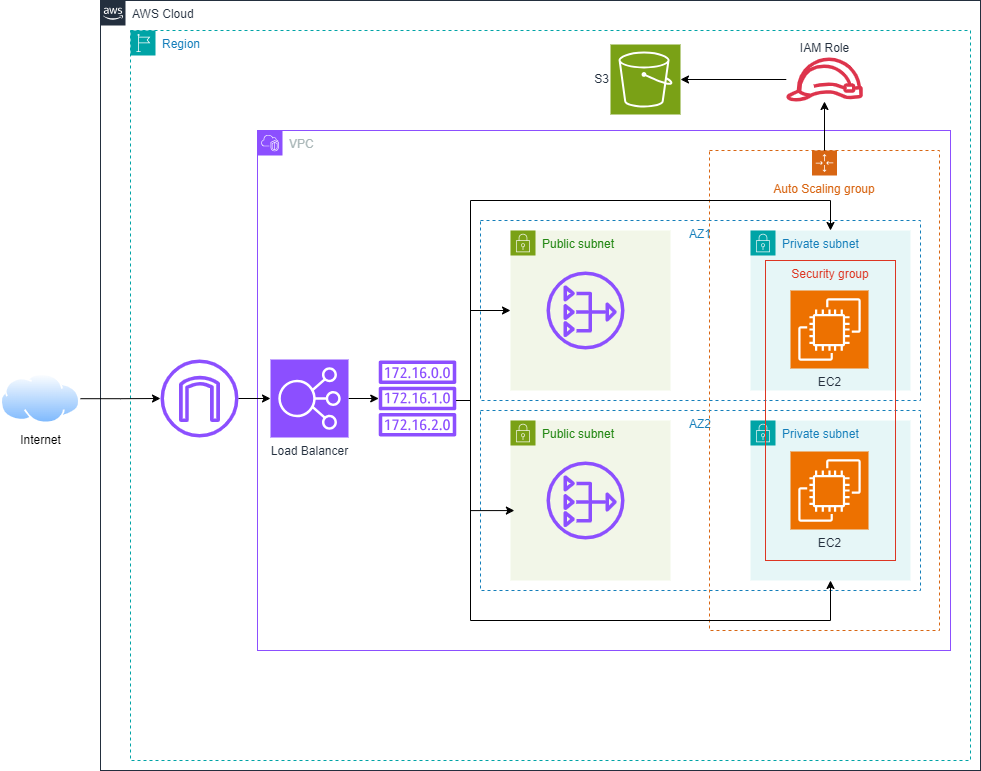 aws
AWS Cloud
Region
IAM Role
S3
VPC
Auto Scaling group
Public subnet
AZ1
Private subnet
Security group
EC2
172.16.0.0
172.16.1.0
172.16.2.0
Internet
Load Balancer
Public subnet
AZ2
Private subnet
EC2